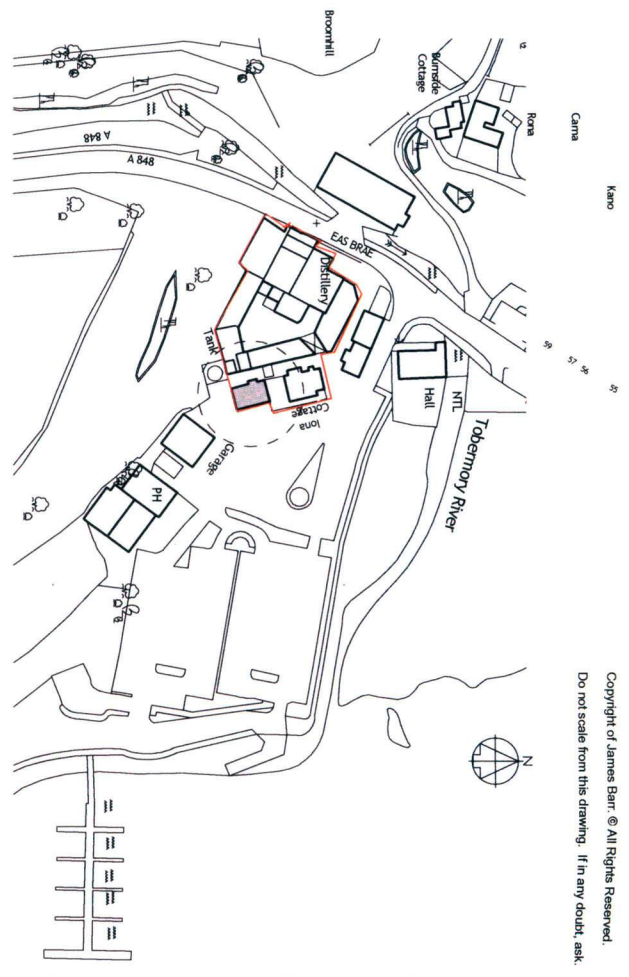 Broomhill
Burnside
Cottage
Rona
Cama
Kano
A 848
A 848
EAS BRAE
Distillery
Tank
Iona
Cottage
Garage
PH
Hall
NTL
Tobermory River
59
57
56
55
N
Copyright of James Barr. © All Rights Reserved.
Do not scale from this drawing. If in any doubt, ask.